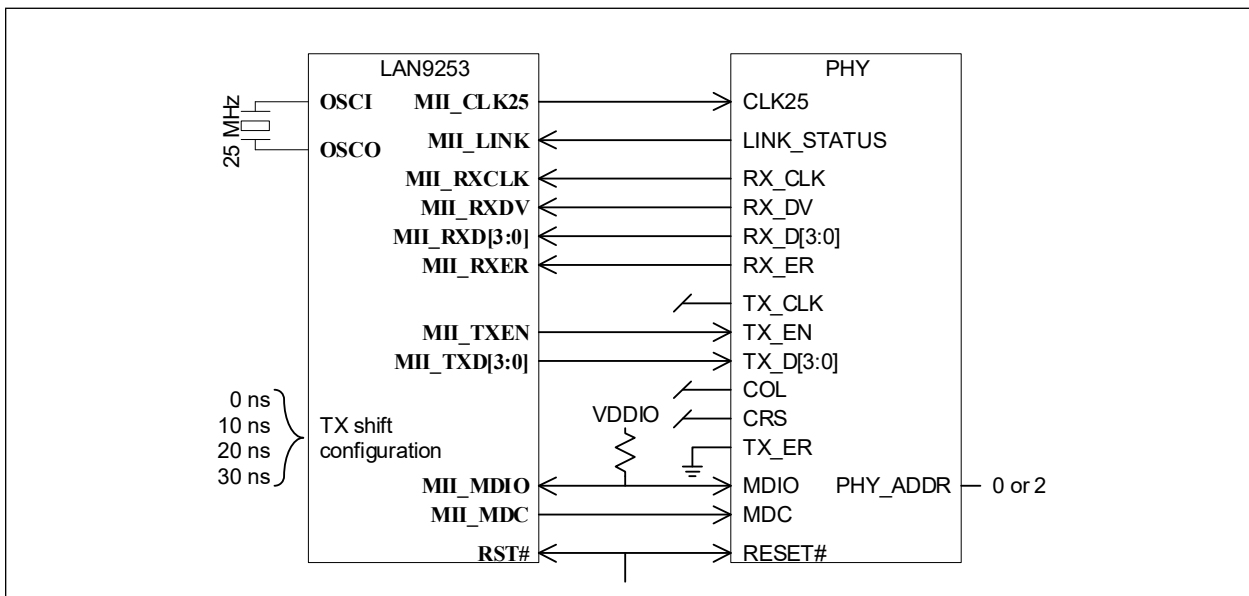 LAN9253
PHY
25 MHz
OSCI
OSCO
MII_CLK25
CLK25
MII_LINK
LINK_STATUS
MII_RXCLK
RX_CLK
MII_RXDV
RX_DV
MII_RXD[3:0]
RX_D[3:0]
MII_RXER
RX_ER
TX_CLK
MII_TXEN
TX_EN
MII_TXD[3:0]
TX_D[3:0]
COL
CRS
TX_ER
0 ns
10 ns
20 ns
30 ns
TX shift
configuration
VDDIO
MII_MDIO
MDIO
PHY_ADDR
0 or 2
MII_MDC
MDC
RST#
RESET#